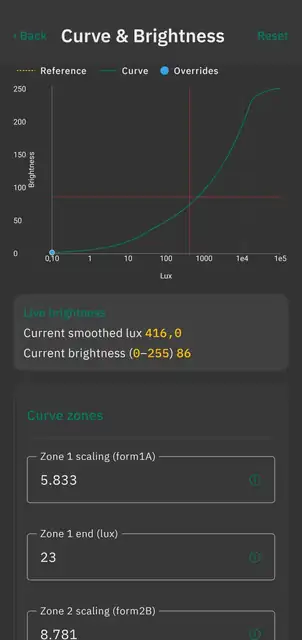 ‹ Back Curve & Brightness Reset
Reference Curve Overrides
250
200
150
100
50
0
Brightness
0,10 1 10 100 1000 1e4 1e5
Lux
Live brightness
Current smoothed lux 416,0
Current brightness (0–255) 86
Curve zones
Zone 1 scaling (form1A)
5.833
Zone 1 end (lux)
23
Zone 2 scaling (form2B)
8.781